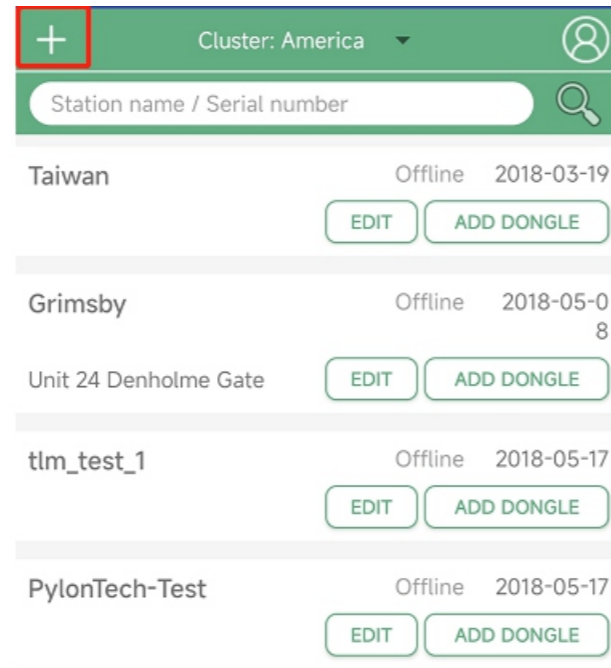 Cluster: America
Station name / Serial number
Taiwan Offline 2018-03-19
EDIT ADD DONGLE
Grimsby Offline 2018-05-0
8
Unit 24 Denholme Gate EDIT ADD DONGLE
tlm_test_1 Offline 2018-05-17
EDIT ADD DONGLE
PylonTech-Test Offline 2018-05-17
EDIT ADD DONGLE